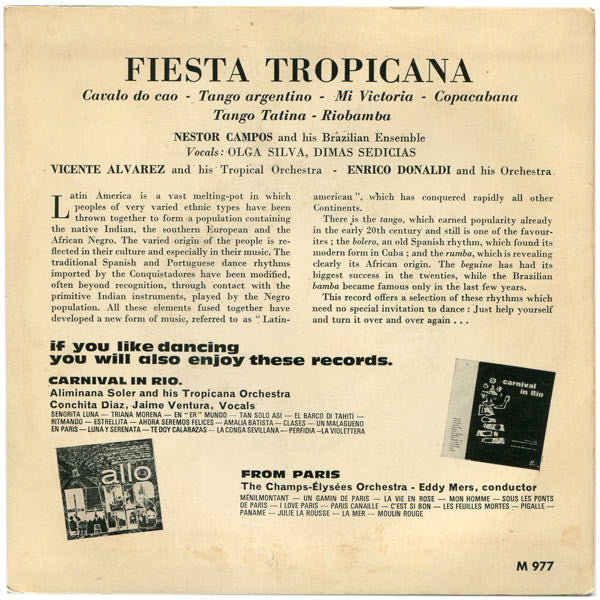 FIESTA TROPICANA
Cavalo do cao - Tango argentino - Mi Victoria - Copacabana
Tango Tatina - Riobamba
NESTOR CAMPOS and his Brazilian Ensemble
Vocals: OLGA SILVA, DIMAS SEDICIAS
VICENTE ALVAREZ and his Tropical Orchestra - ENRICO DONALDI and his Orchestra
Latin America is a vast melting-pot in which
peoples of very varied ethnic types have been
thrown together to form a population containing
the native Indian, the southern European and the
African Negro. The varied origin of the people is re-
flected in their culture and especially in their music. The
traditional Spanish and Portuguese dance rhythms
imported by the Conquistadores have been modified,
often beyond recognition, through contact with the
primitive Indian instruments, played by the Negro
population. All these elements fused together have
developed a new form of music, referred to as "Latin-
american", which has conquered rapidly all other
Continents.
There is the tango, which earned popularity already
in the early 20th century and still is one of the favour-
ites; the bolero, an old Spanish rhythm, which found its
modern form in Cuba; and the rumba, which is revealing
clearly its African origin. The beguine has had its
biggest success in the twenties, while the Brazilian
bamba became famous only in the last few years.
This record offers a selection of these rhythms which
need no special invitation to dance: Just help yourself
and turn it over and over again ...
if you like dancing
you will also enjoy these records.
CARNIVAL IN RIO.
Aliminana Soler and his Tropicana Orchestra
Conchita Diaz, Jaime Ventura, Vocals
SEÑORITA LUNA — TRIANA MORENA — EN "ER" MUNDO — TAN SOLO ASI — EL BARCO DI TAHITI —
RITMANDO — ESTRELLITA — AHORA SEREMOS FELICES — AMALIA BATISTA — CLASES — UN MALAGUENO
EN PARIS — LUNA Y SERENATA — TE DOY CALABAZAS — LA CONGA SEVILLANA — PERFIDIA — LA VIOLETTERA
carnival
in Rio
allo
FROM PARIS
The Champs-Élysées Orchestra - Eddy Mers, conductor
MÉNILMONTANT — UN GAMIN DE PARIS — LA VIE EN ROSE — MON HOMME — SOUS LES PONTS
DE PARIS — I LOVE PARIS — PARIS CANAILLE — C'EST SI BON — LES FEUILLES MORTES — PIGALLE —
PANAME — JULIE LA ROUSSE — LA MER — MOULIN ROUGE
M 977